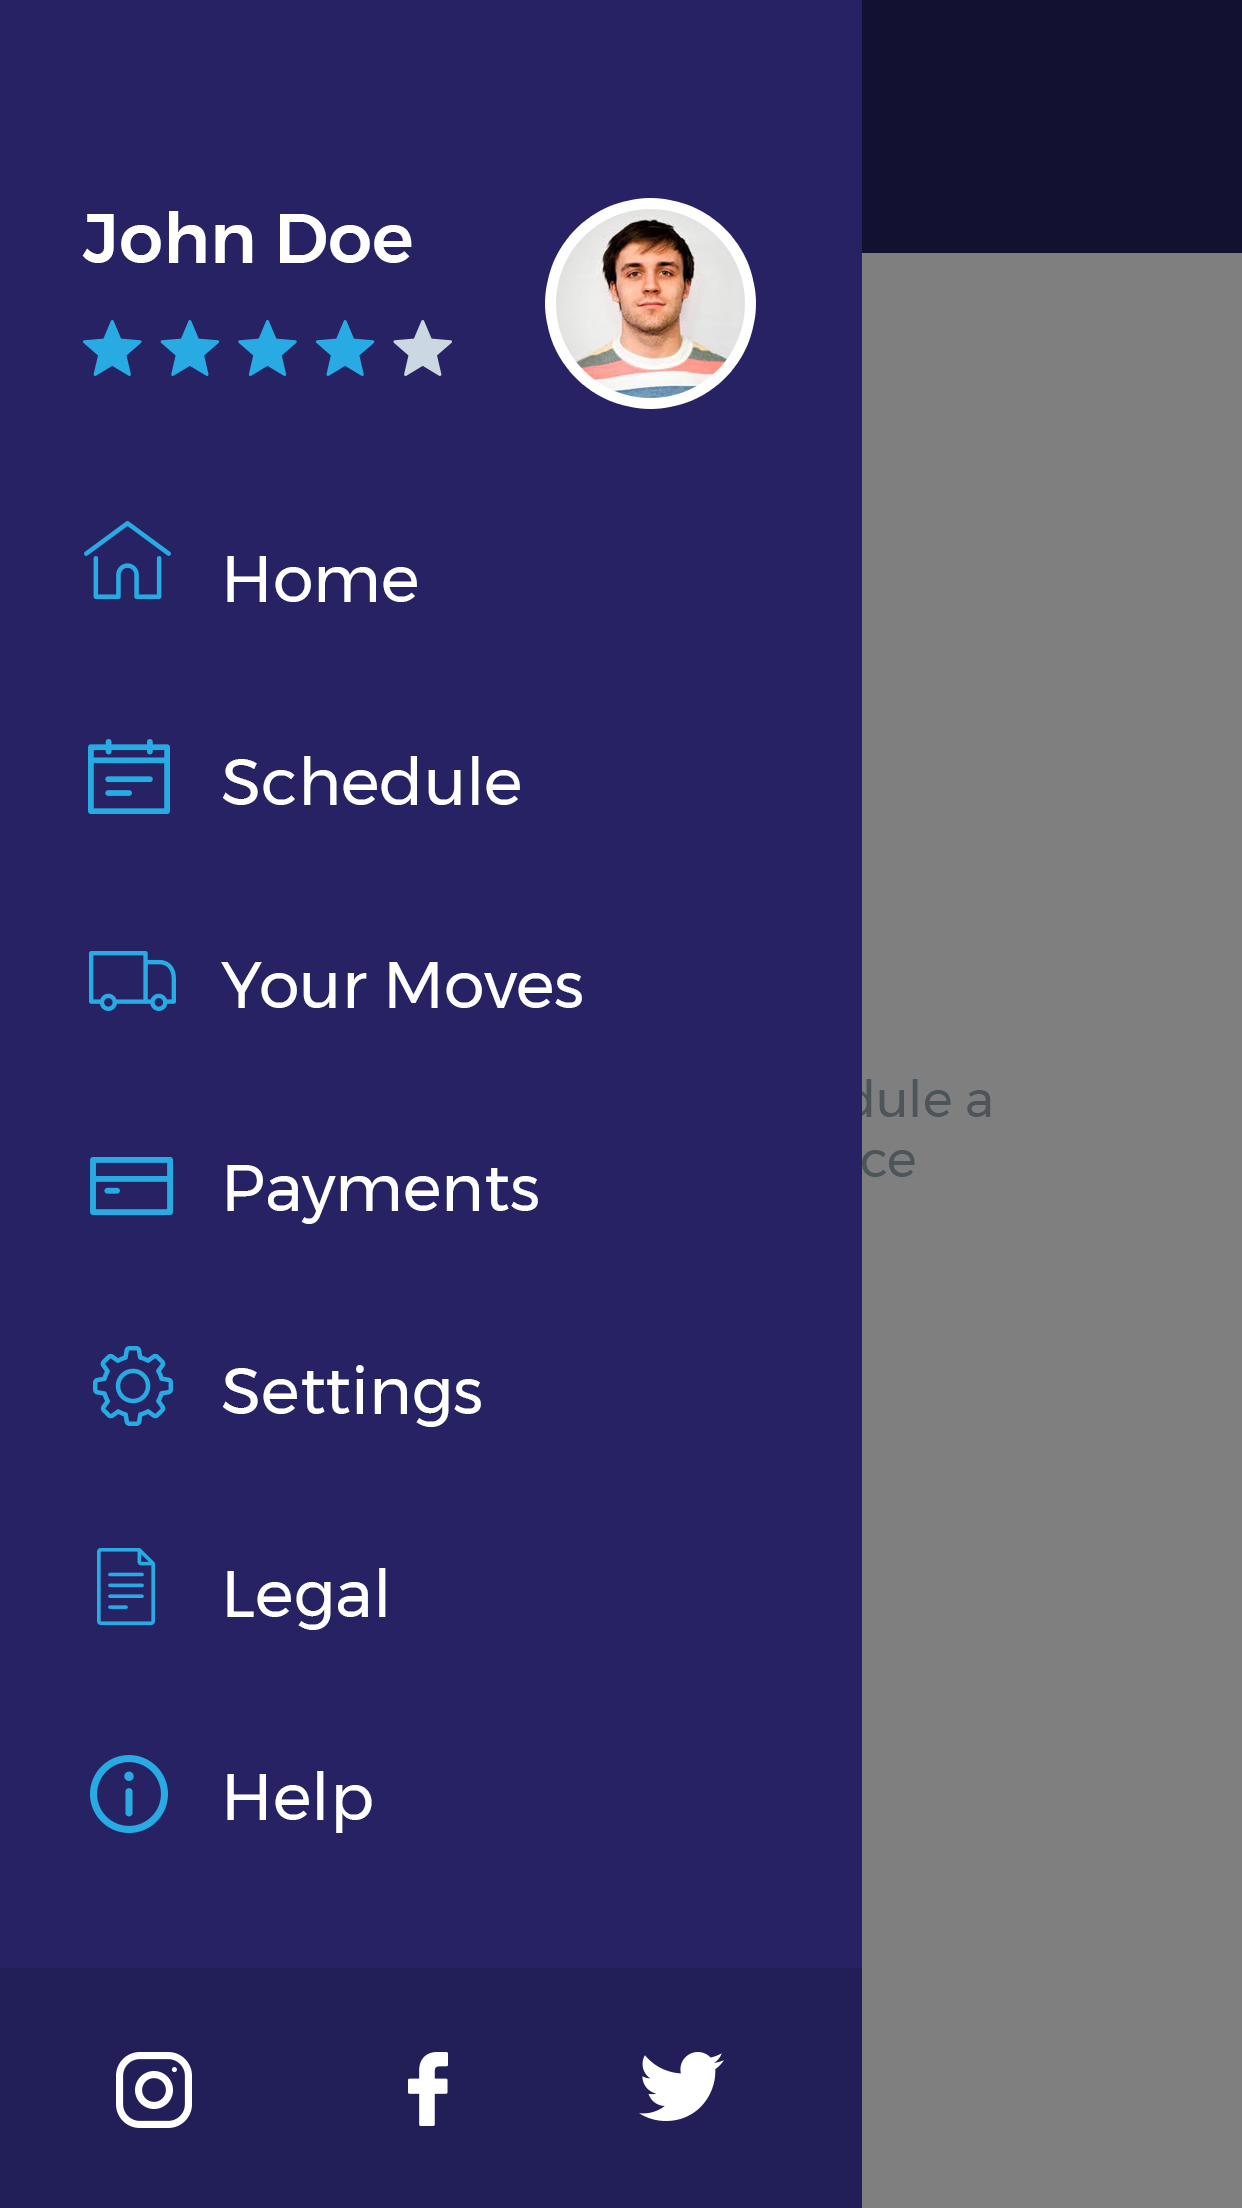 John Doe
Home
Schedule
Your Moves
dule a
ce
Payments
Settings
Legal
Help